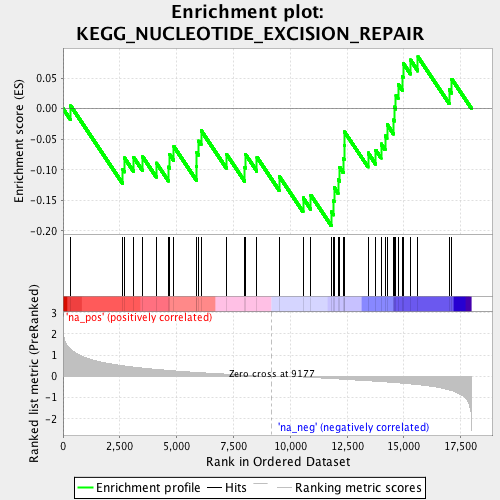 Enrichment plot:
KEGG_NUCLEOTIDE_EXCISION_REPAIR
Enrichment score (ES)
0.05
0.00
-0.05
-0.10
-0.15
-0.20
'na_pos' (positively correlated)
Ranked list metric (PreRanked)
3
2
1
0
-1
-2
Zero cross at 9177
'na_neg' (negatively correlated)
0
2,500
5,000
7,500
10,000
12,500
15,000
17,500
Rank in Ordered Dataset
Enrichment profile
Hits
Ranking metric scores